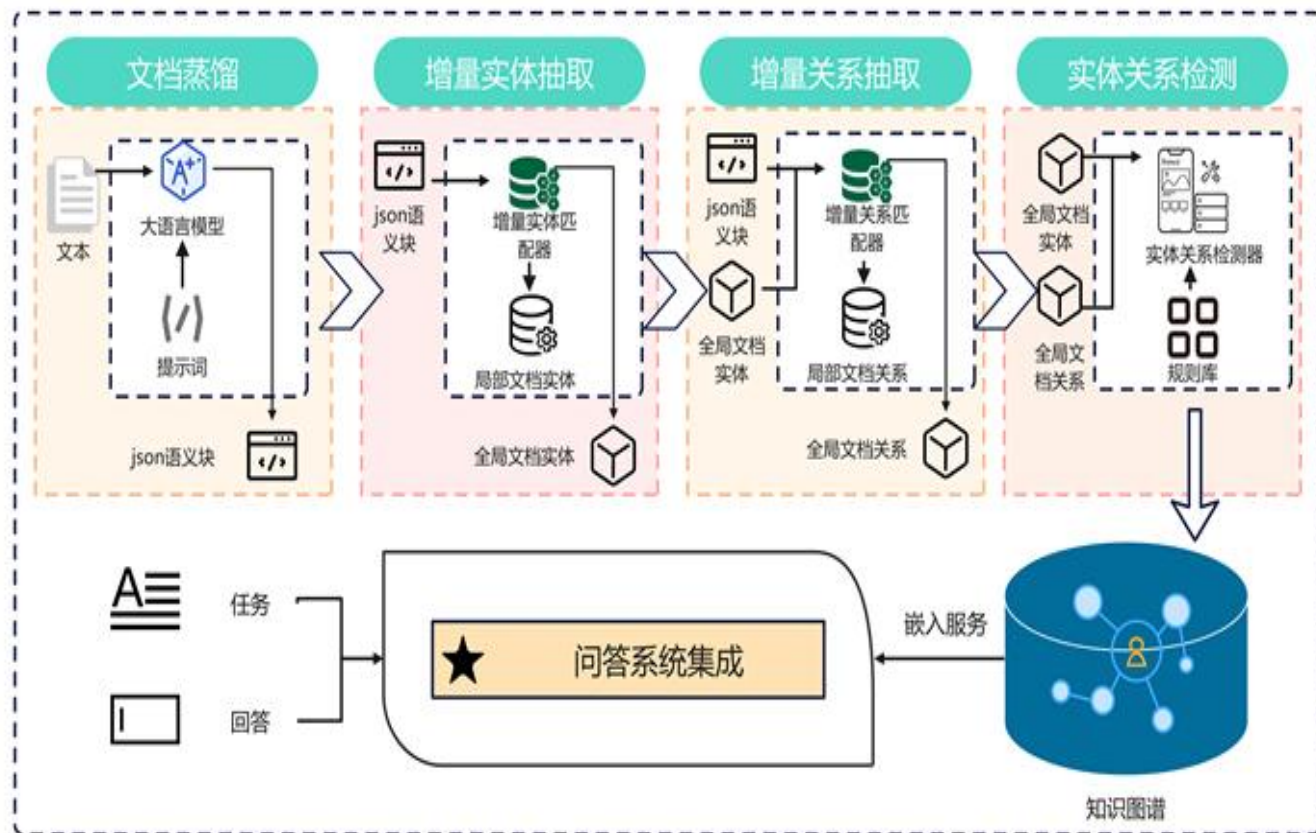 文档蒸馏
增量实体抽取
增量关系抽取
实体关系检测
文本
大语言模型
提示词
json语义块
json语
义块
增量实体匹
配器
局部文档实体
全局文档实体
json语
义块
全局文档
实体
增量关系匹
配器
局部文档关系
全局文档关系
全局文档
实体
全局文
档关系
实体关系检测器
规则库
任务
回答
问答系统集成
嵌入服务
知识图谱